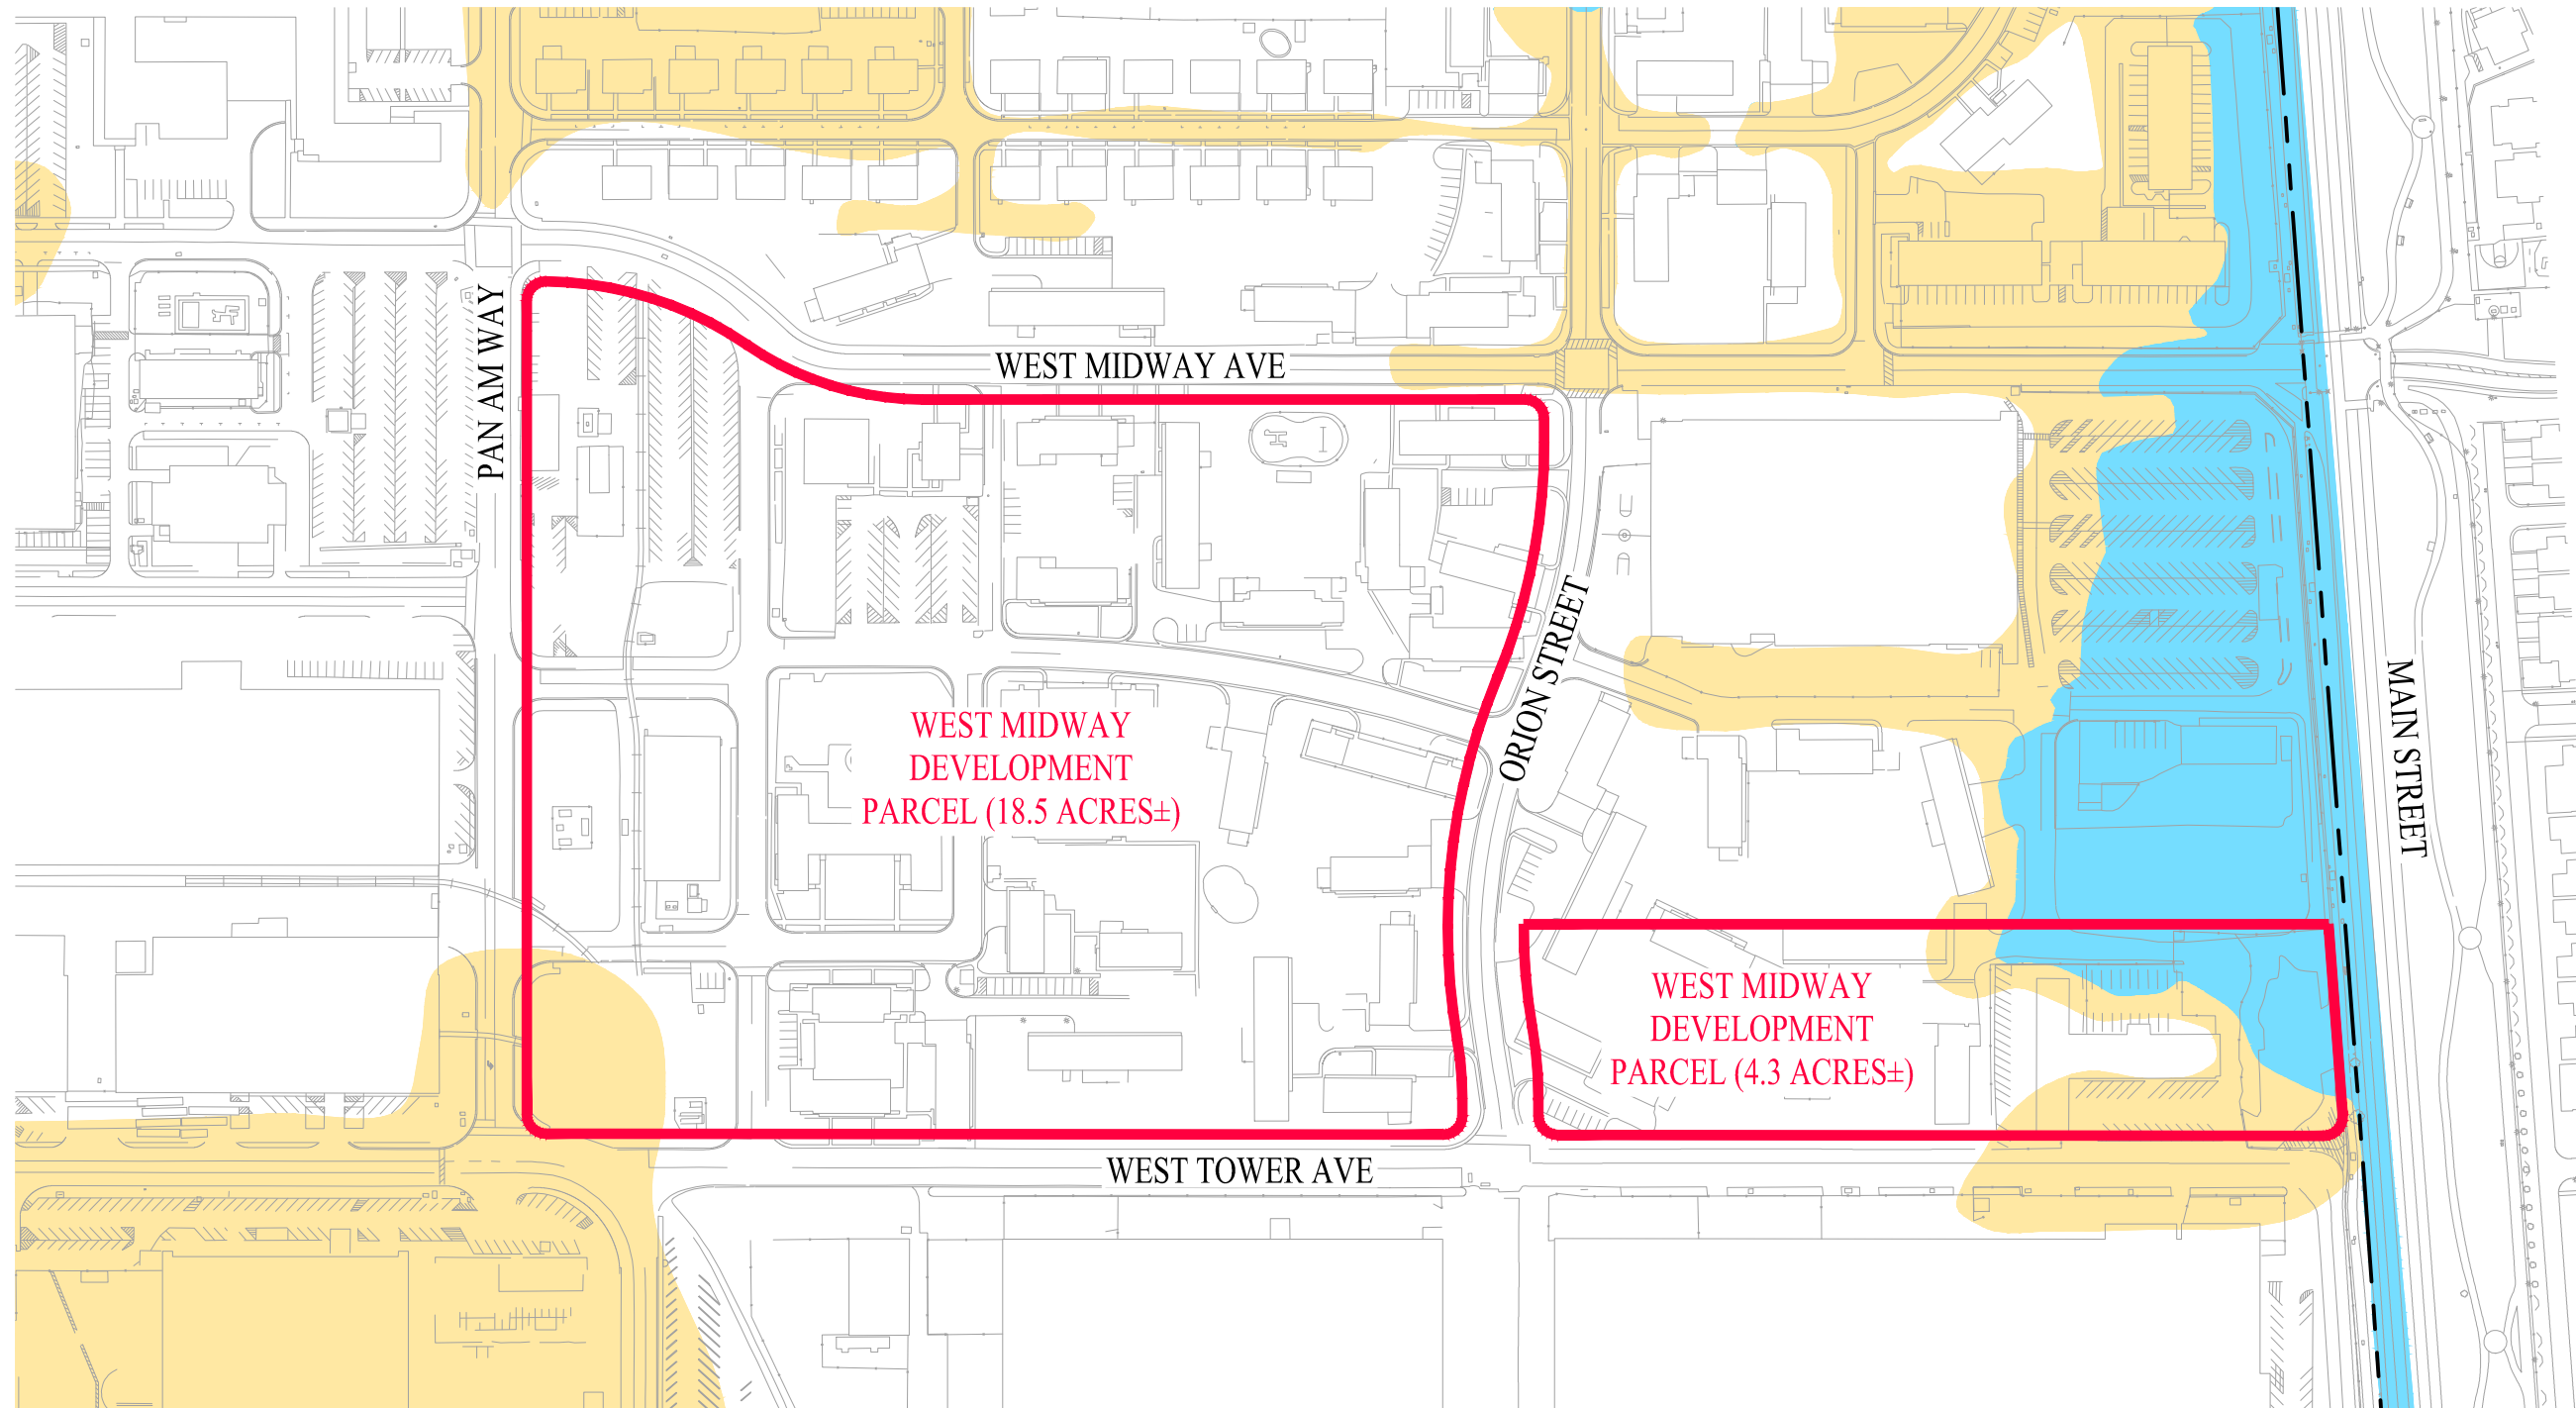 PAN AM WAY
WEST MIDWAY AVE
ORION STREET
MAIN STREET
WEST MIDWAY
DEVELOPMENT
PARCEL (18.5 ACRES±)
WEST MIDWAY
DEVELOPMENT
PARCEL (4.3 ACRES±)
WEST TOWER AVE